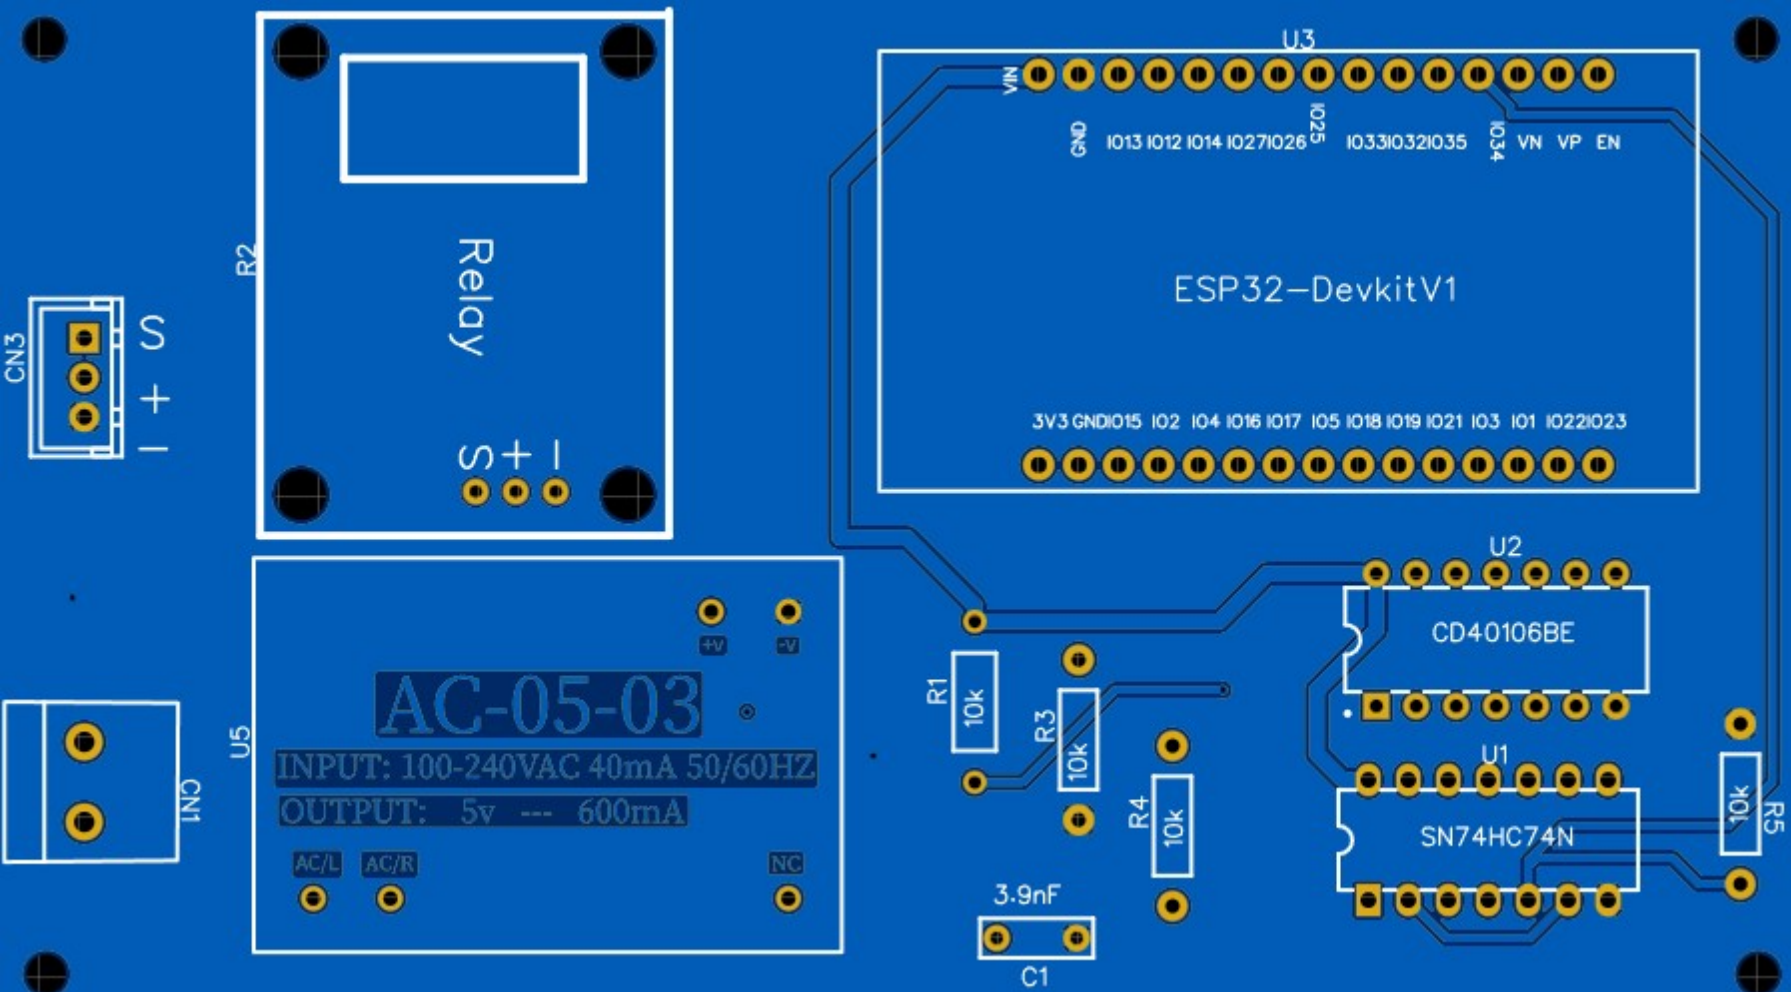 U3
VIN
GND IO13 IO12 IO14 IO27 IO26 IO25 IO33 IO32 IO35 IO34 VN VP EN
R2
Relay
ESP32-DevkitV1
CN3
S
+
-
S + -
3V3 GND IO15 IO2 IO4 IO16 IO17 IO5 IO18 IO19 IO21 IO3 IO1 IO22 IO23
U2
CD40106BE
+V -V
AC-05-03
U5
INPUT: 100-240VAC 40mA 50/60HZ
OUTPUT: 5v --- 600mA
AC/L AC/R NC
CN1
R1
10k
R3
10k
R4
10k
U1
SN74HC74N
10k
R5
3.9nF
C1